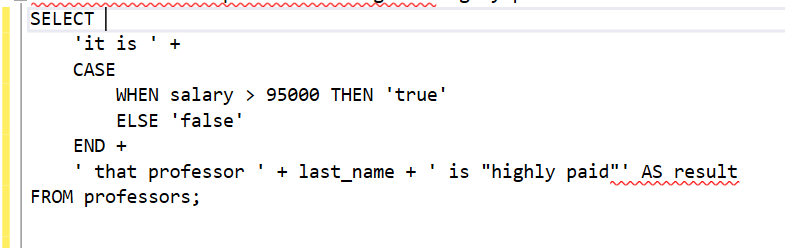 SELECT
'it is ' +
CASE
WHEN salary > 95000 THEN 'true'
ELSE 'false'
END +
' that professor ' + last_name + ' is "highly paid"' AS result
FROM professors;